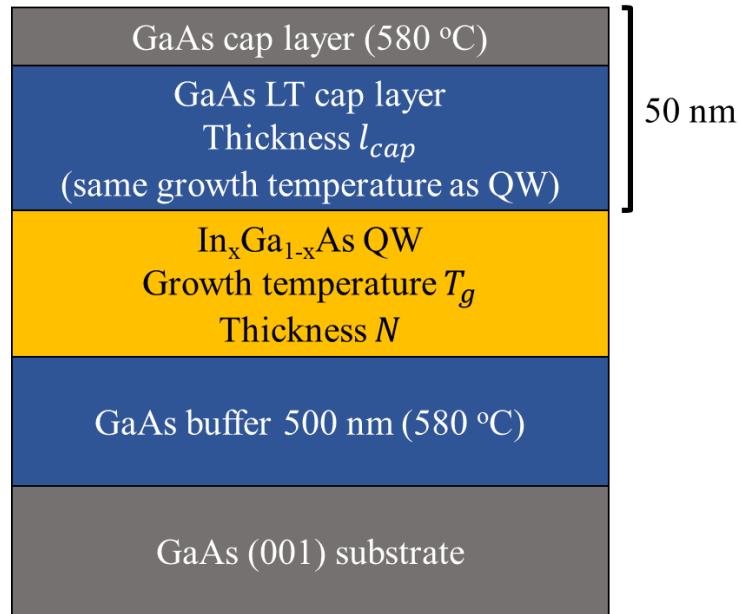 GaAs cap layer (580 °C)
GaAs LT cap layer
Thickness l_cap
(same growth temperature as QW)
50 nm
In_xGa_1-xAs QW
Growth temperature T_g
Thickness N
GaAs buffer 500 nm (580 °C)
GaAs (001) substrate